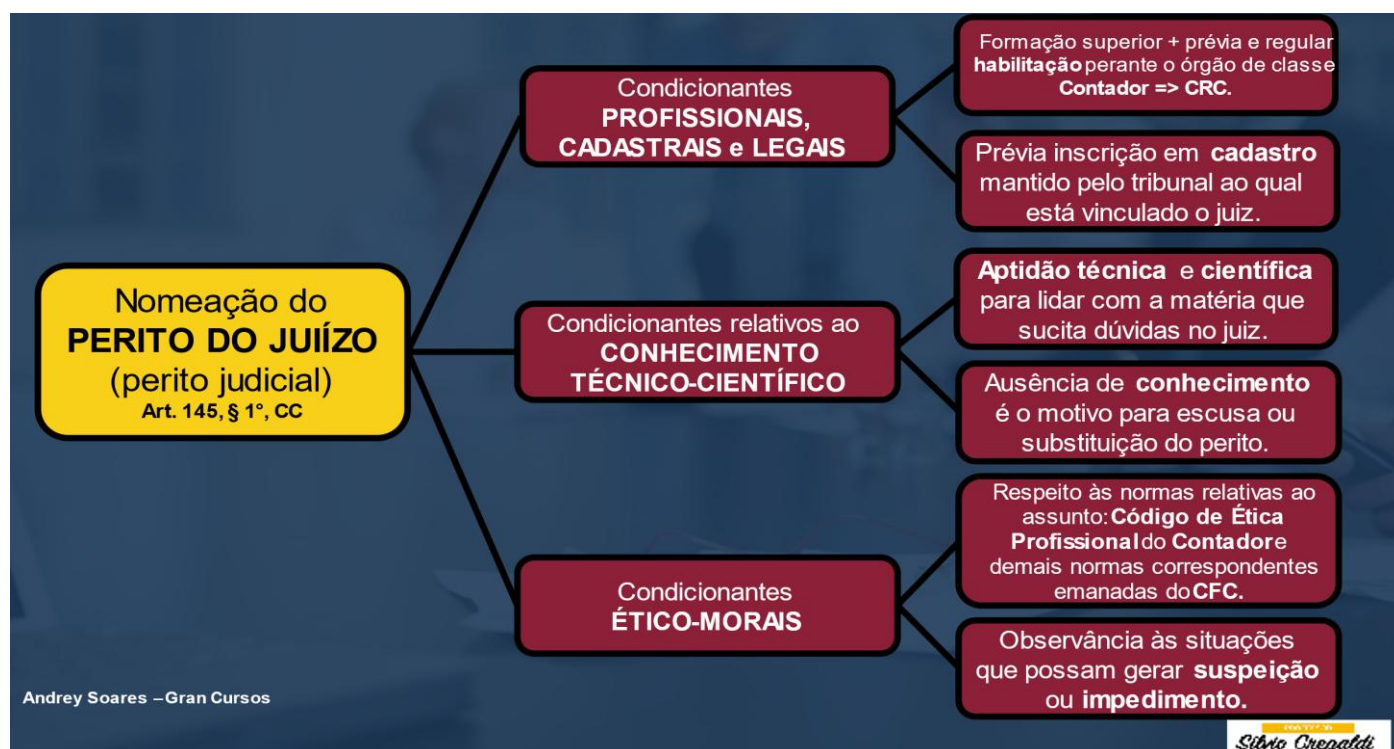 Nomeação do
PERITO DO JUIÍZO
(perito judicial)
Art. 145, § 1°, CC
Condicionantes
PROFISSIONAIS,
CADASTRAIS e LEGAIS
Formação superior + prévia e regular
habilitação perante o órgão de classe
Contador => CRC.
Prévia inscrição em cadastro
mantido pelo tribunal ao qual
está vinculado o juiz.
Condicionantes relativos ao
CONHECIMENTO
TÉCNICO-CIENTÍFICO
Aptidão técnica e científica
para lidar com a matéria que
sucita dúvidas no juiz.
Ausência de conhecimento
é o motivo para escusa ou
substituição do perito.
Condicionantes
ÉTICO-MORAIS
Respeito às normas relativas ao
assunto: Código de Ética
Profissional do Contador e
demais normas correspondentes
emanadas do CFC.
Observância às situações
que possam gerar suspeição
ou impedimento.
Andrey Soares – Gran Cursos
Silvio Crepaldi